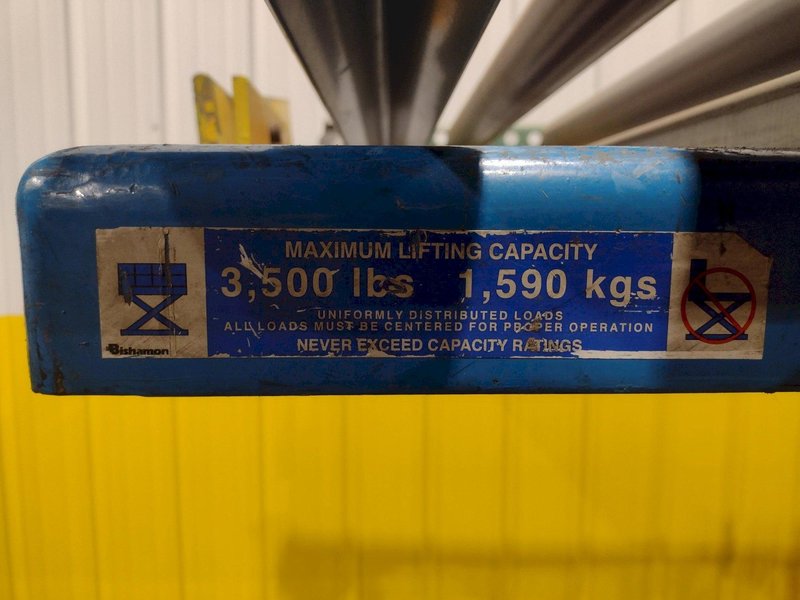 MAXIMUM LIFTING CAPACITY
3,500 lbs 1,590 kgs
UNIFORMLY DISTRIBUTED LOADS
ALL LOADS MUST BE CENTERED FOR PROPER OPERATION
NEVER EXCEED CAPACITY RATINGS
Bishamon